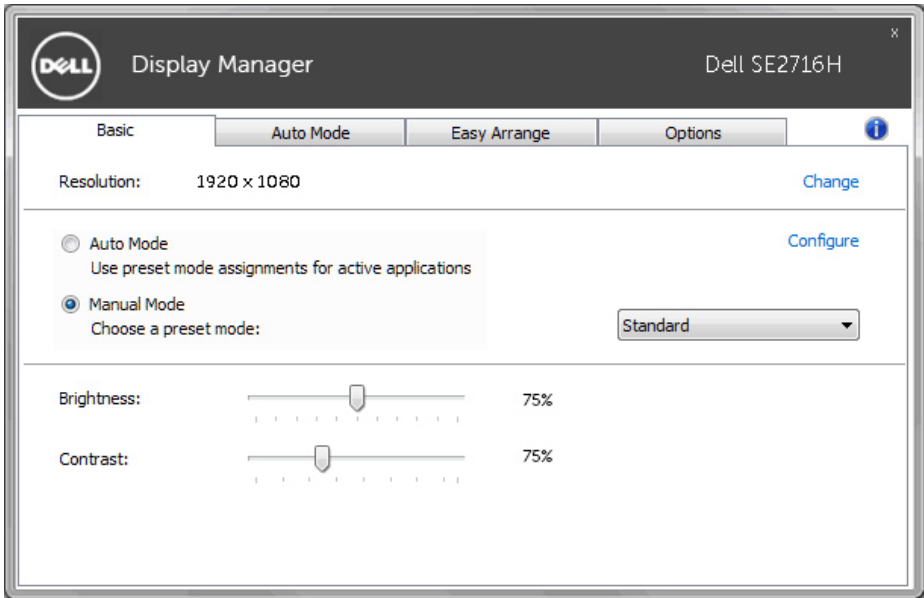 DELL Display Manager Dell SE2716H x
Basic Auto Mode Easy Arrange Options i
Resolution: 1920 x 1080 Change
Auto Mode Configure
Use preset mode assignments for active applications
Manual Mode
Choose a preset mode: Standard
Brightness: 75%
Contrast: 75%